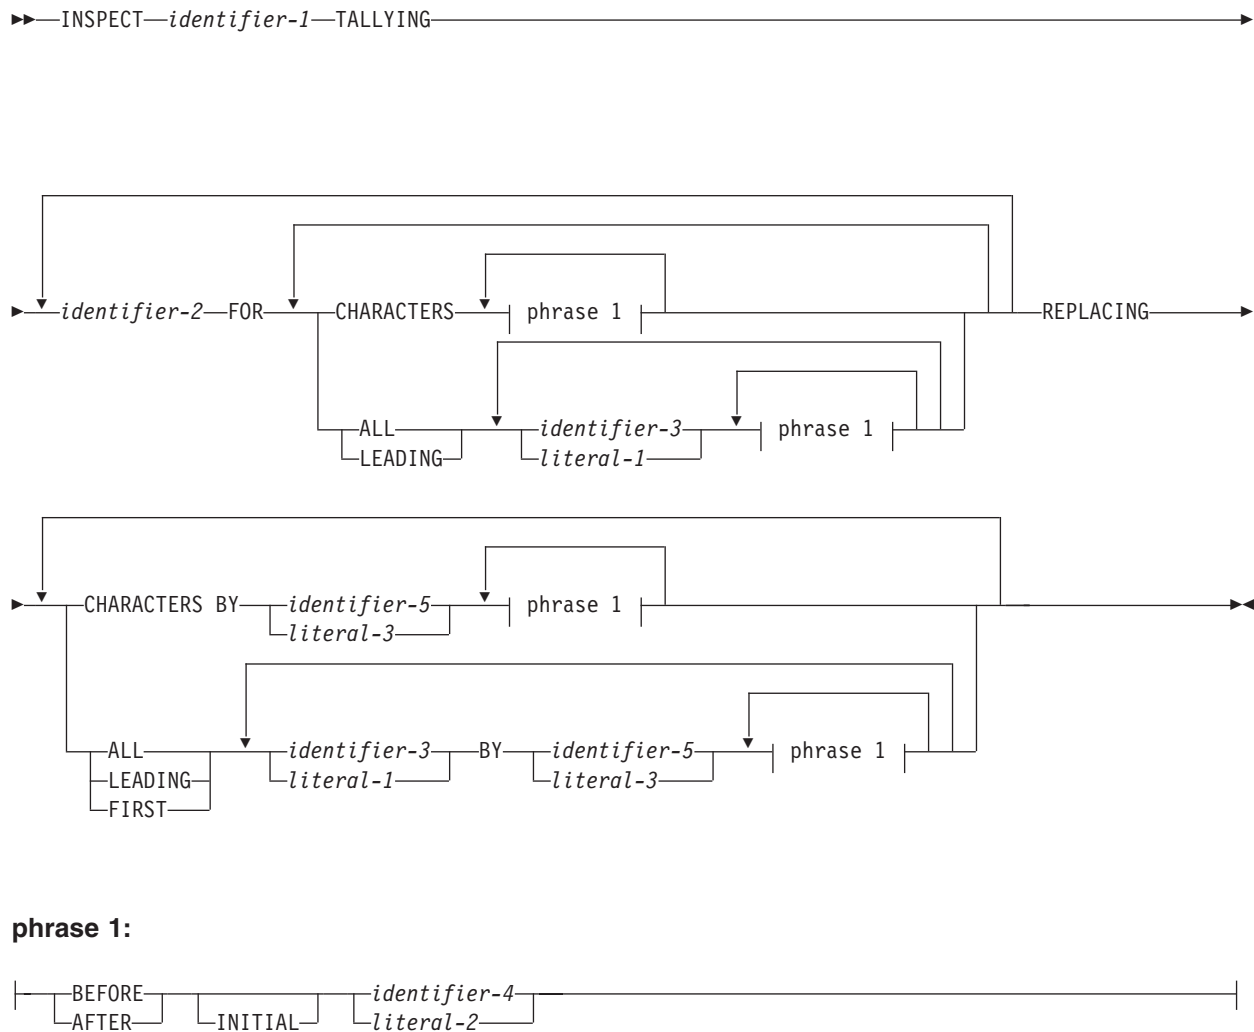 INSPECT identifier-1 TALLYING
identifier-2 FOR CHARACTERS phrase 1 REPLACING
ALL identifier-3 phrase 1
LEADING literal-1
CHARACTERS BY identifier-5 phrase 1
literal-3
ALL identifier-3 BY identifier-5 phrase 1
LEADING literal-1 literal-3
FIRST
phrase 1:
BEFORE identifier-4
AFTER INITIAL literal-2